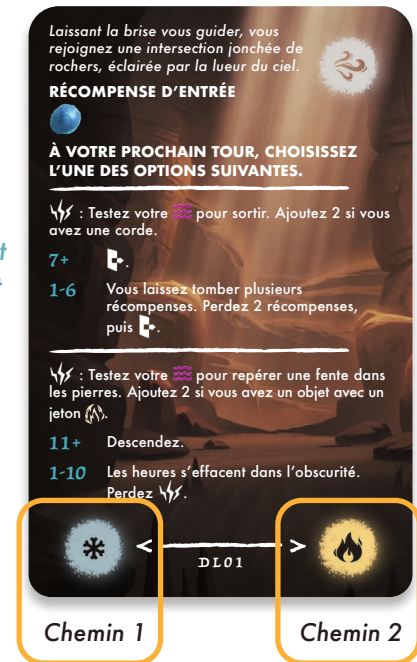 Laissant la brise vous guider, vous
rejoignez une intersection jonchée de
rochers, éclairée par la lueur du ciel.
RÉCOMPENSE D'ENTRÉE
À VOTRE PROCHAIN TOUR, CHOISISSEZ
L'UNE DES OPTIONS SUIVANTES.
: Testez votre pour sortir. Ajoutez 2 si vous
avez une corde.
7+ .
1-6 Vous laissez tomber plusieurs
récompenses. Perdez 2 récompenses,
puis .
: Testez votre pour repérer une fente dans
les pierres. Ajoutez 2 si vous avez un objet avec un
jeton .
11+ Descendez.
1-10 Les heures s'effacent dans l'obscurité.
Perdez .
< >
DL01
Chemin 1 Chemin 2